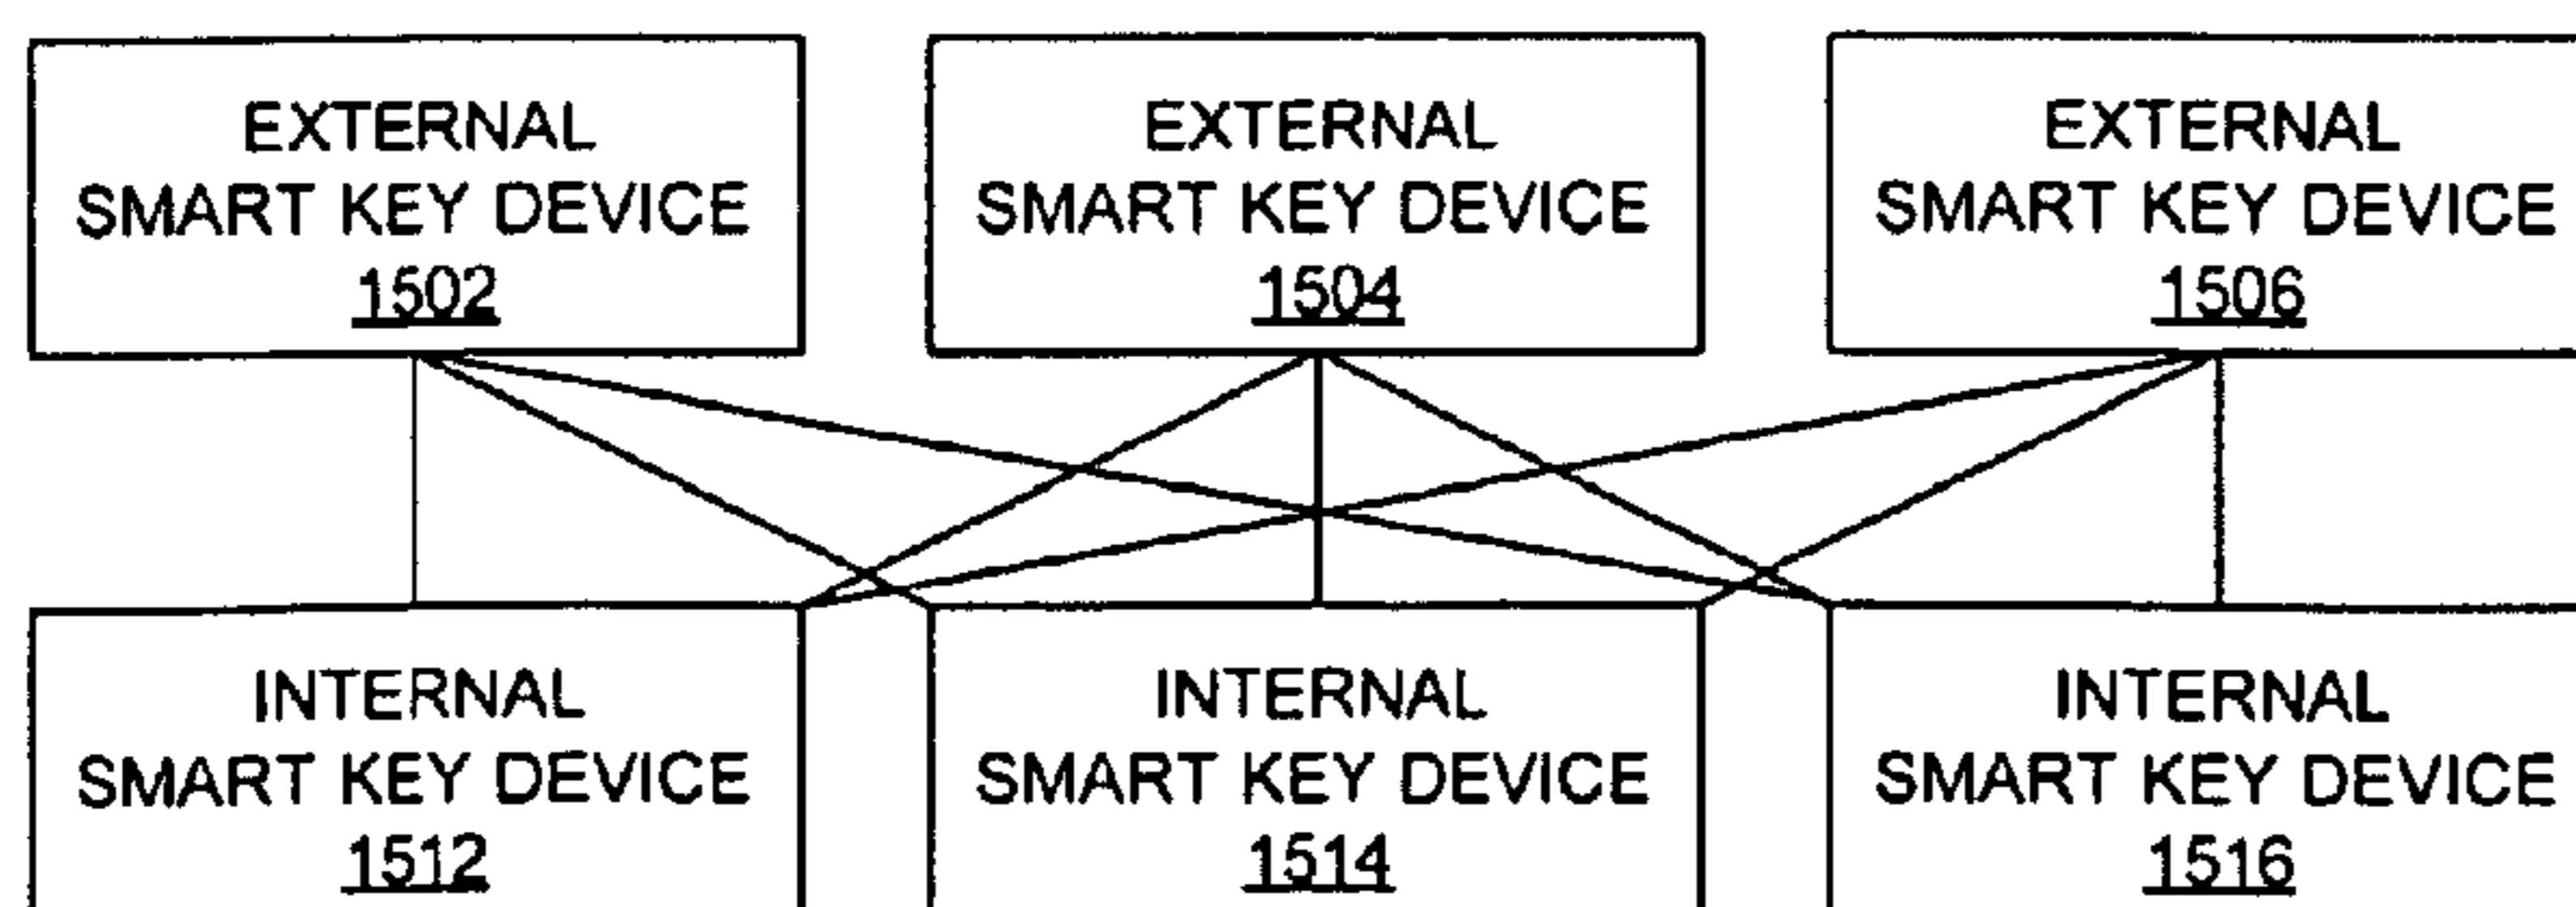 EXTERNAL
SMART KEY DEVICE
1502
EXTERNAL
SMART KEY DEVICE
1504
EXTERNAL
SMART KEY DEVICE
1506
INTERNAL
SMART KEY DEVICE
1512
INTERNAL
SMART KEY DEVICE
1514
INTERNAL
SMART KEY DEVICE
1516